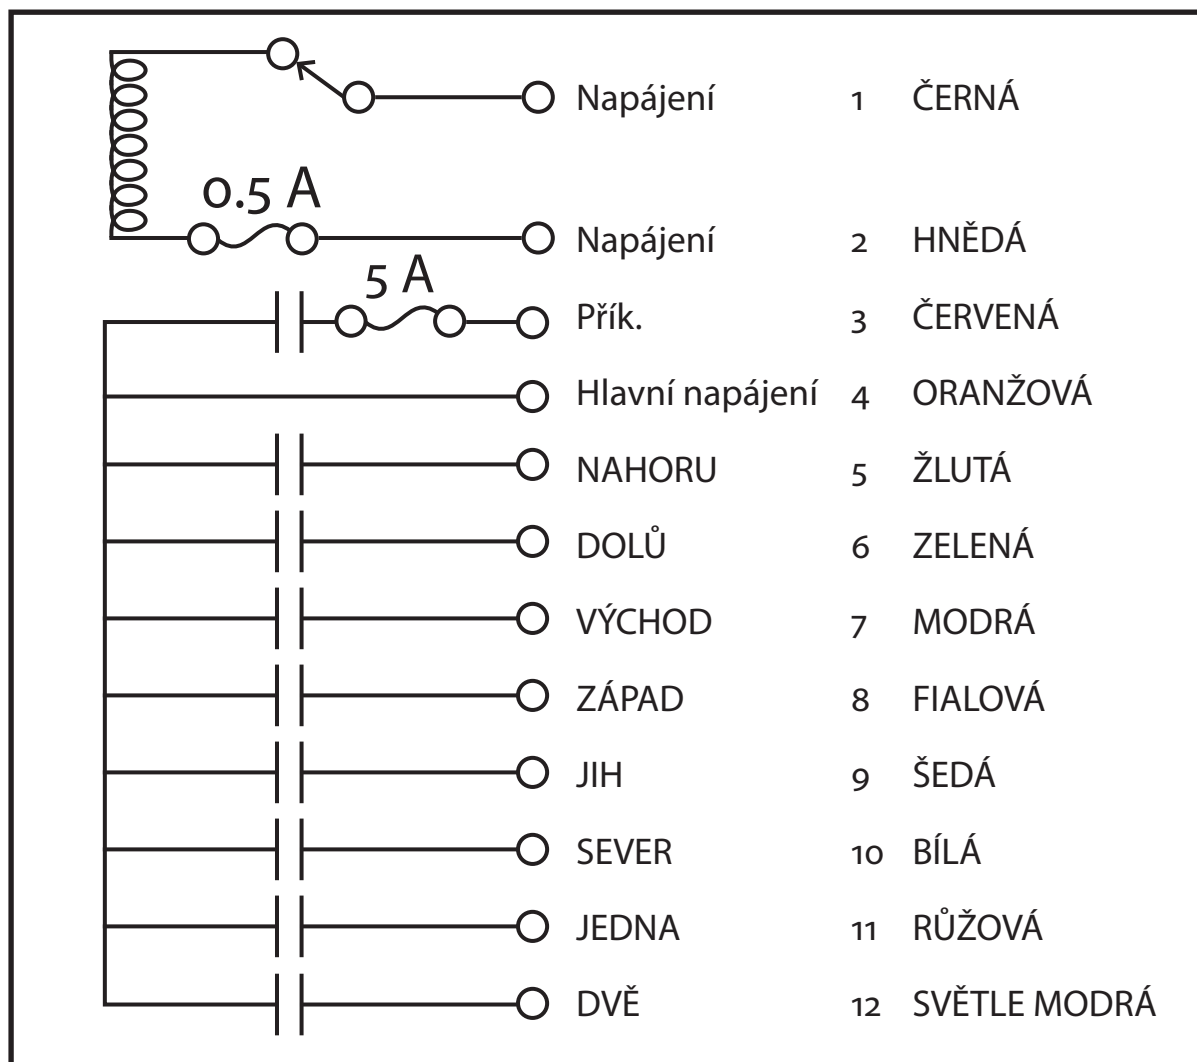 Napájení 1 ČERNÁ
0.5 A
Napájení 2 HNĚDÁ
5 A
Přík. 3 ČERVENÁ
Hlavní napájení 4 ORANŽOVÁ
NAHORU 5 ŽLUTÁ
DOLŮ 6 ZELENÁ
VÝCHOD 7 MODRÁ
ZÁPAD 8 FIALOVÁ
JIH 9 ŠEDÁ
SEVER 10 BÍLÁ
JEDNA 11 RŮŽOVÁ
DVĚ 12 SVĚTLE MODRÁ